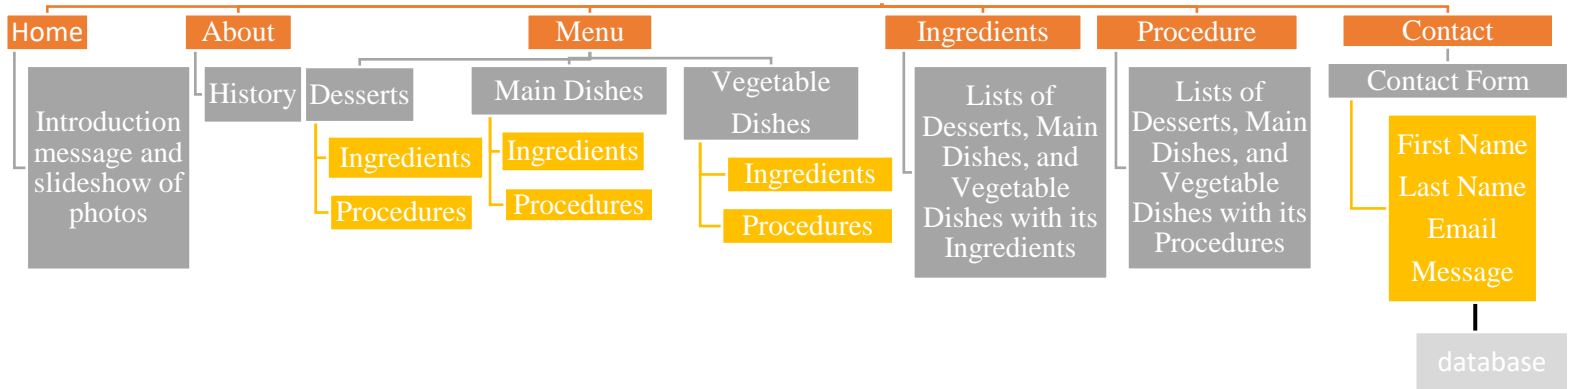 Home
About
Menu
Ingredients
Procedure
Contact
Introduction
message and
slideshow of
photos
History
Desserts
Ingredients
Procedures
Main Dishes
Ingredients
Procedures
Vegetable
Dishes
Ingredients
Procedures
Lists of
Desserts, Main
Dishes, and
Vegetable
Dishes with its
Ingredients
Lists of
Desserts, Main
Dishes, and
Vegetable
Dishes with its
Procedures
Contact Form
First Name
Last Name
Email
Message
database